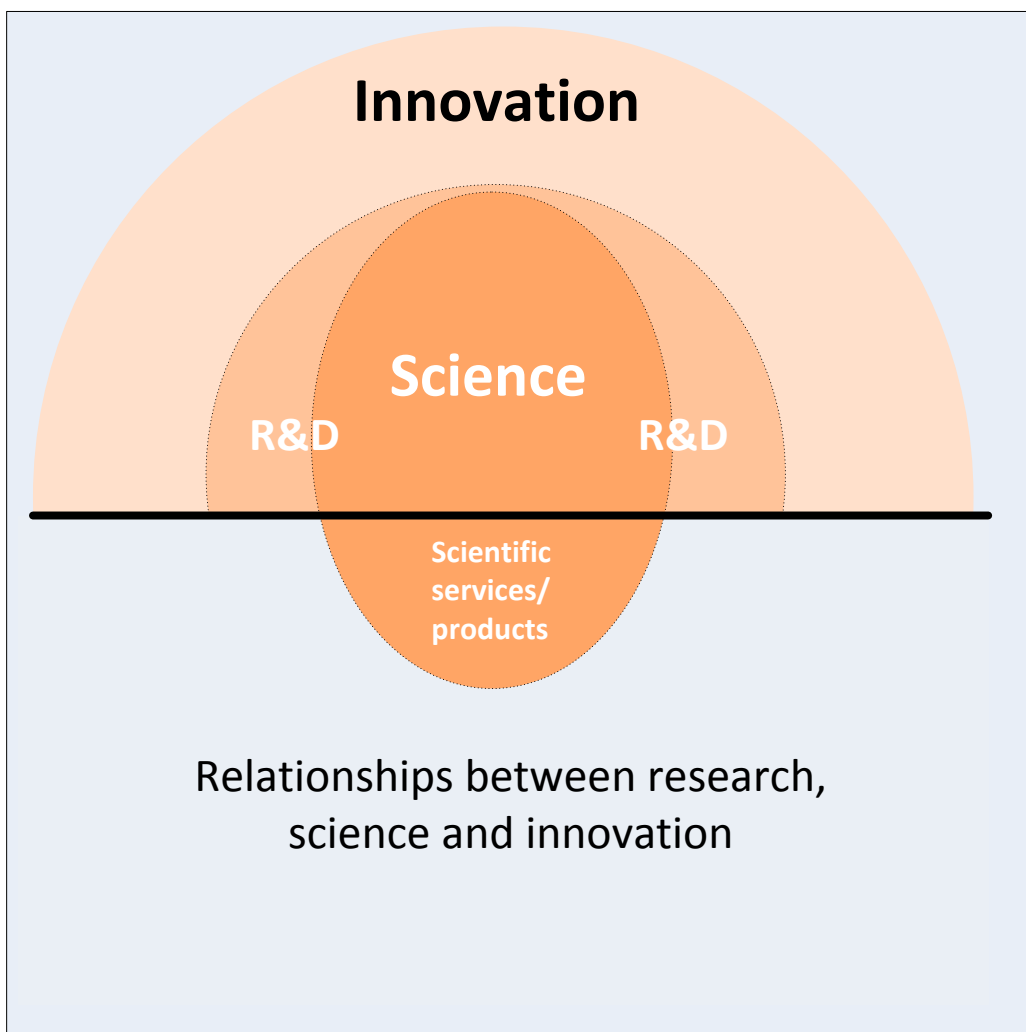 Innovation
Science
R&D
R&D
Scientific
services/
products
Relationships between research,
science and innovation